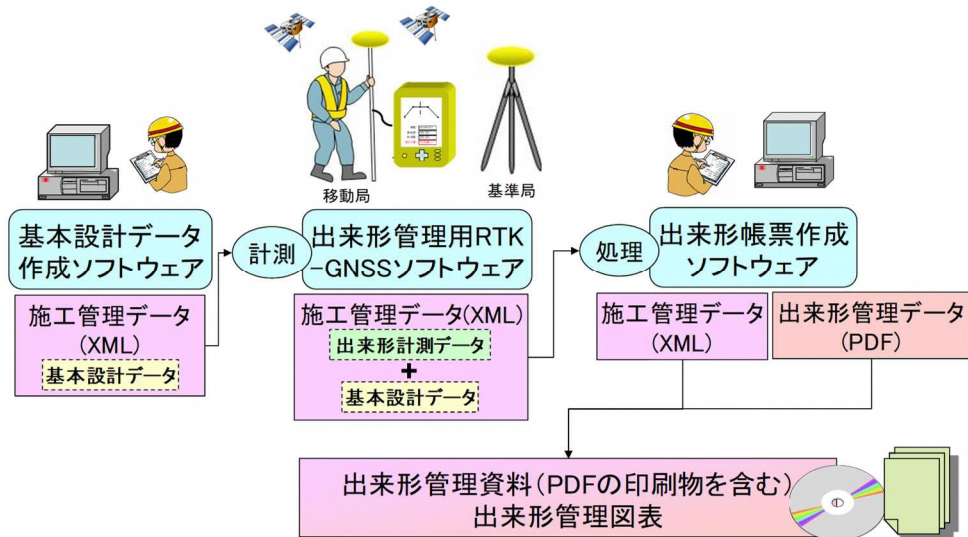 移動局
基準局
基本設計データ
作成ソフトウェア
計測
出来形管理用RTK
-GNSSソフトウェア
処理
出来形帳票作成
ソフトウェア
施工管理データ
(XML)
基本設計データ
施工管理データ(XML)
出来形計測データ
+
基本設計データ
施工管理データ
(XML)
出来形管理データ
(PDF)
出来形管理資料(PDFの印刷物を含む)
出来形管理図表